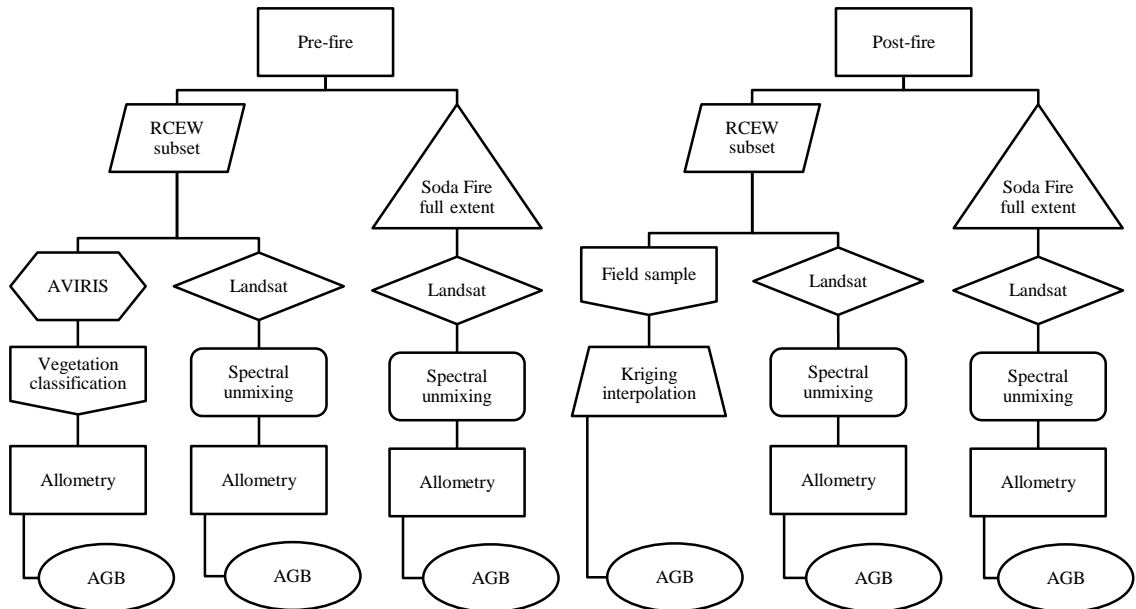 Pre-fire
Post-fire
RCEW
subset
Soda Fire
full extent
RCEW
subset
Soda Fire
full extent
AVIRIS
Landsat
Landsat
Field sample
Landsat
Landsat
Vegetation
classification
Spectral
unmixing
Spectral
unmixing
Kriging
interpolation
Spectral
unmixing
Spectral
unmixing
Allometry
Allometry
Allometry
Allometry
Allometry
AGB
AGB
AGB
AGB
AGB
AGB